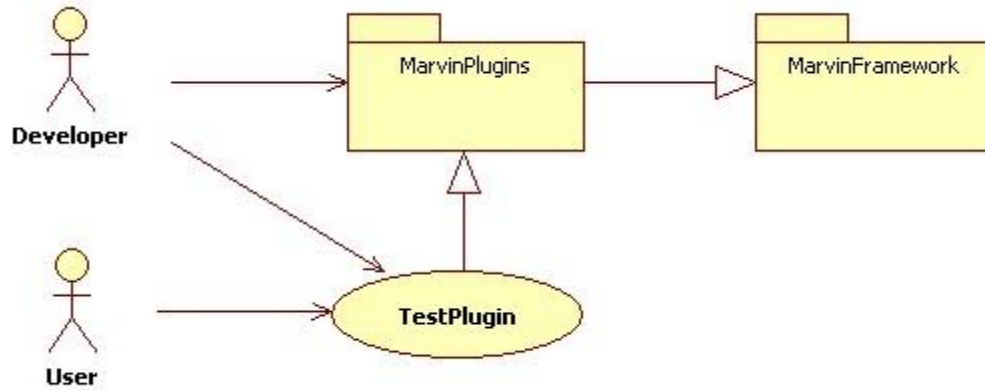 MarvinPlugins
MarvinFramework
Developer
TestPlugin
User